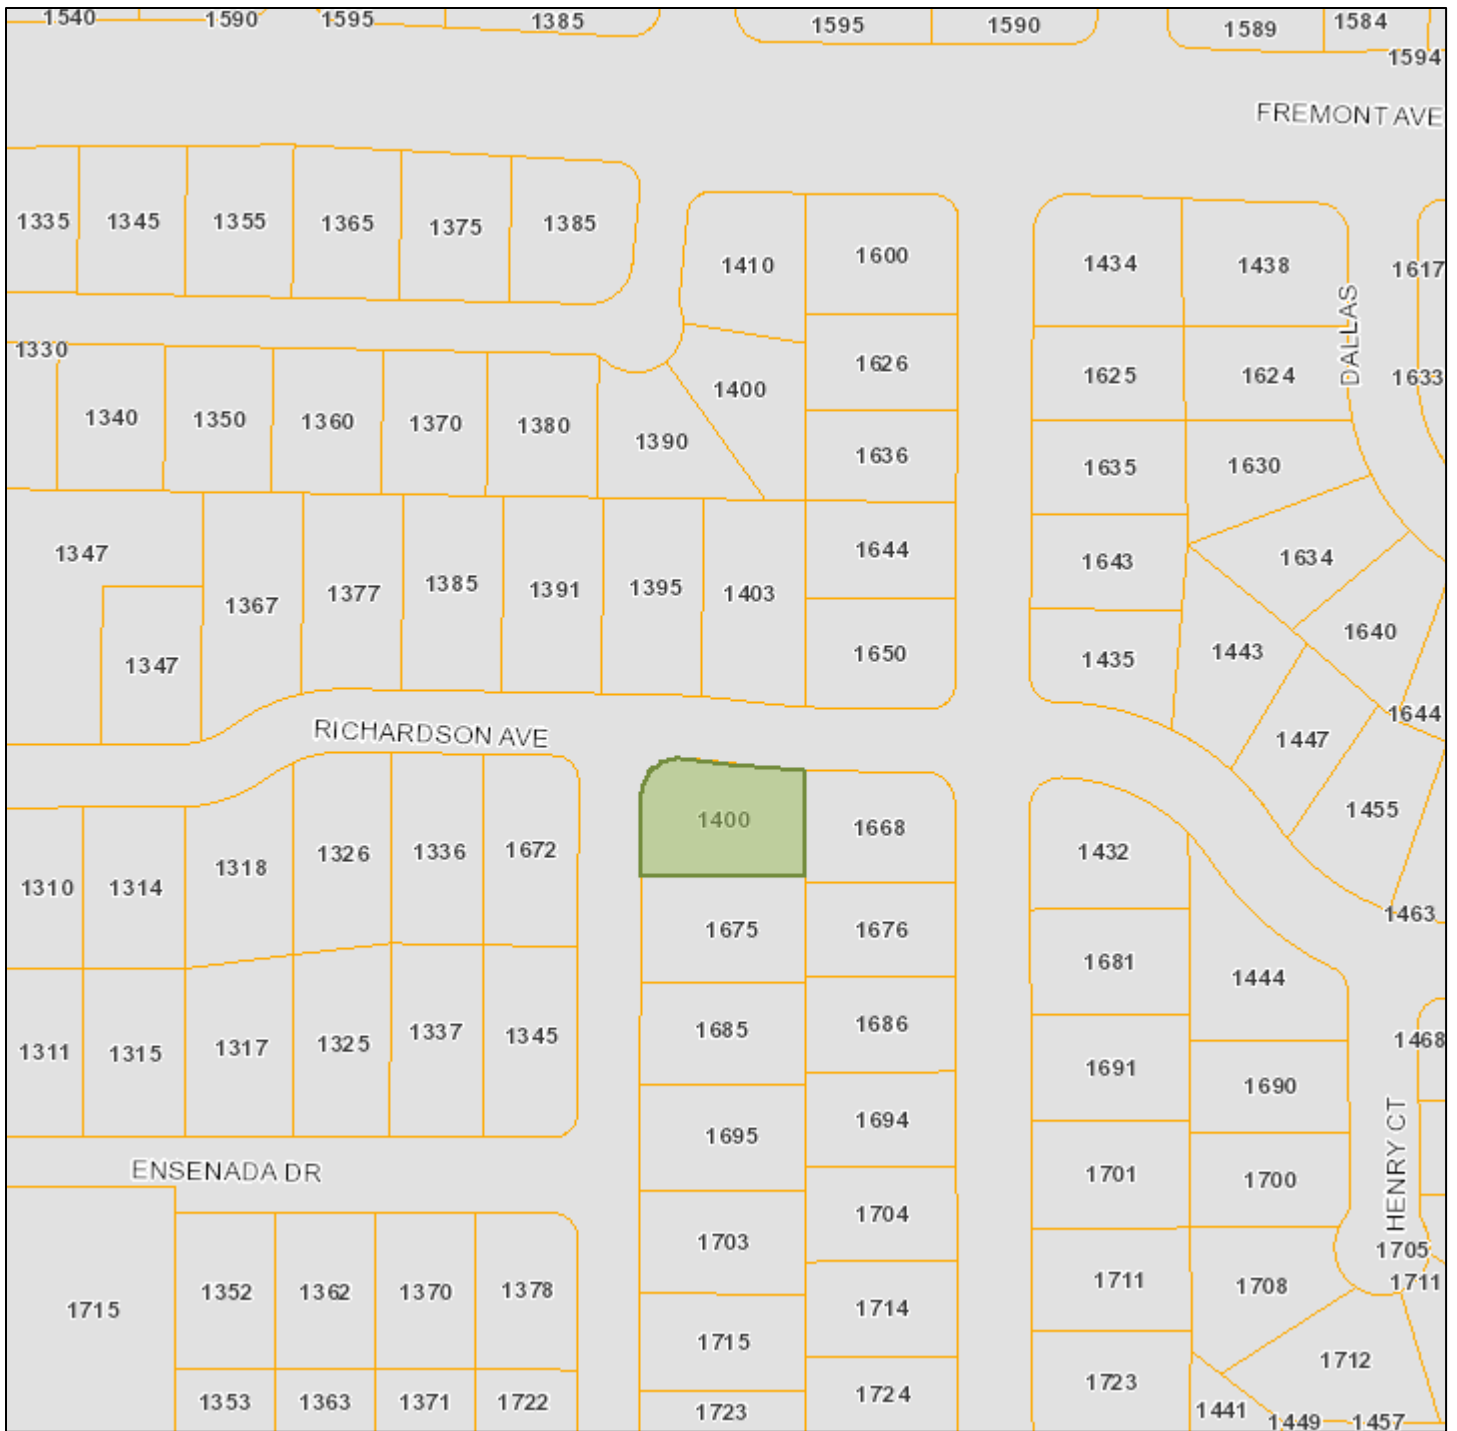 1540 1590 1595 1385 1595 1590 1589 1584
1594
FREMONT AVE
1335 1345 1355 1365 1375 1385 1410 1600 1434 1438 1617
DALLAS
1330 1626 1625 1624 1633
1340 1350 1360 1370 1380 1390 1400 1636 1635 1630
1347 1367 1377 1385 1391 1395 1403 1644 1643 1634
1347 1650 1435 1443 1640
1644
RICHARDSON AVE
1447
1400 1668 1432 1455
1310 1314 1318 1326 1336 1672
1463
1675 1676 1681 1444
1311 1315 1317 1325 1337 1345 1685 1686 1691 1468
1690
1695 1694 1701 1700
HENRY CT
ENSENADA DR
1703 1704 1705
1715 1352 1362 1370 1378 1714 1711 1708 1711
1715 1712
1353 1363 1371 1722 1723 1724 1723 1441 1449 1457